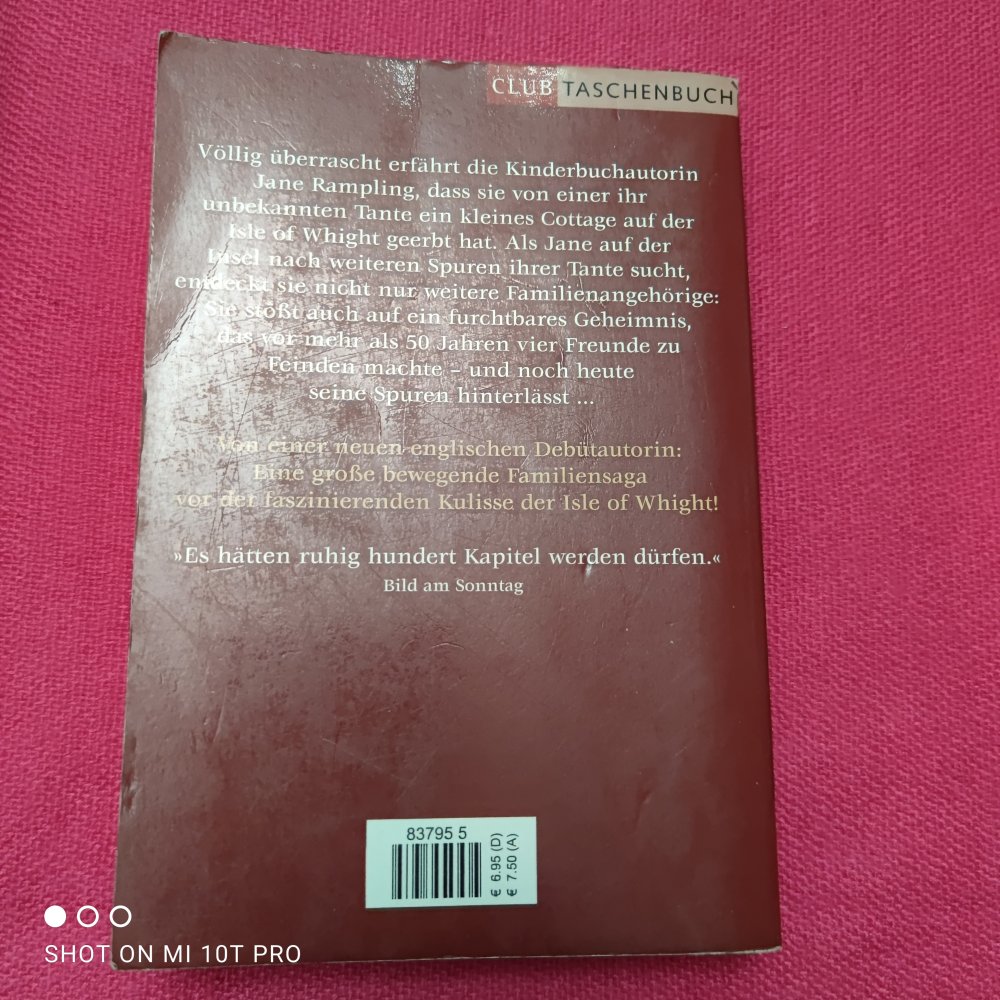 CLUB TASCHENBUCH
Völlig überrascht erfährt die Kinderbuchautorin
Jane Rampling, dass sie von einer ihr
unbekannten Tante ein kleines Cottage auf der
Isle of Whight geerbt hat. Als Jane auf der
Insel nach weiteren Spuren ihrer Tante sucht,
entdeckt sie nicht nur weitere Familienangehörige:
Sie stößt auch auf ein furchtbares Geheimnis,
das vor mehr als 50 Jahren vier Freunde zu
Feinden machte – und noch heute
seine Spuren hinterlässt ...
Von einer neuen englischen Debütautorin:
Eine große bewegende Familiensaga
vor der faszinierenden Kulisse der Isle of Whight!
»Es hätten ruhig hundert Kapitel werden dürfen.«
Bild am Sonntag
83795 5
€ 6.95 (D)
€ 7.50 (A)
SHOT ON MI 10T PRO